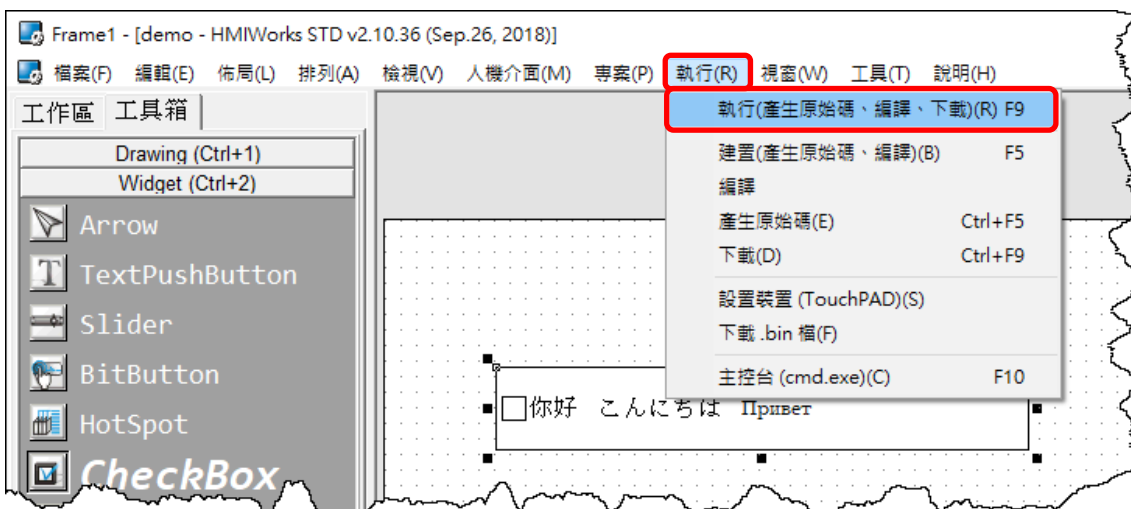 Frame1 - [demo - HMIWorks STD v2.10.36 (Sep.26, 2018)]
檔案(F) 編輯(E) 佈局(L) 排列(A) 檢視(V) 人機介面(M) 專案(P) 執行(R) 視窗(W) 工具(T) 說明(H)
工作區 工具箱
Drawing (Ctrl+1)
Widget (Ctrl+2)
Arrow
TextPushButton
Slider
BitButton
HotSpot
CheckBox
執行(產生原始碼、編譯、下載)(R) F9
建置(產生原始碼、編譯)(B) F5
編譯
產生原始碼(E) Ctrl+F5
下載(D) Ctrl+F9
設置裝置 (TouchPAD)(S)
下載 .bin 檔(F)
主控台 (cmd.exe)(C) F10
你好 こんにちは Привет